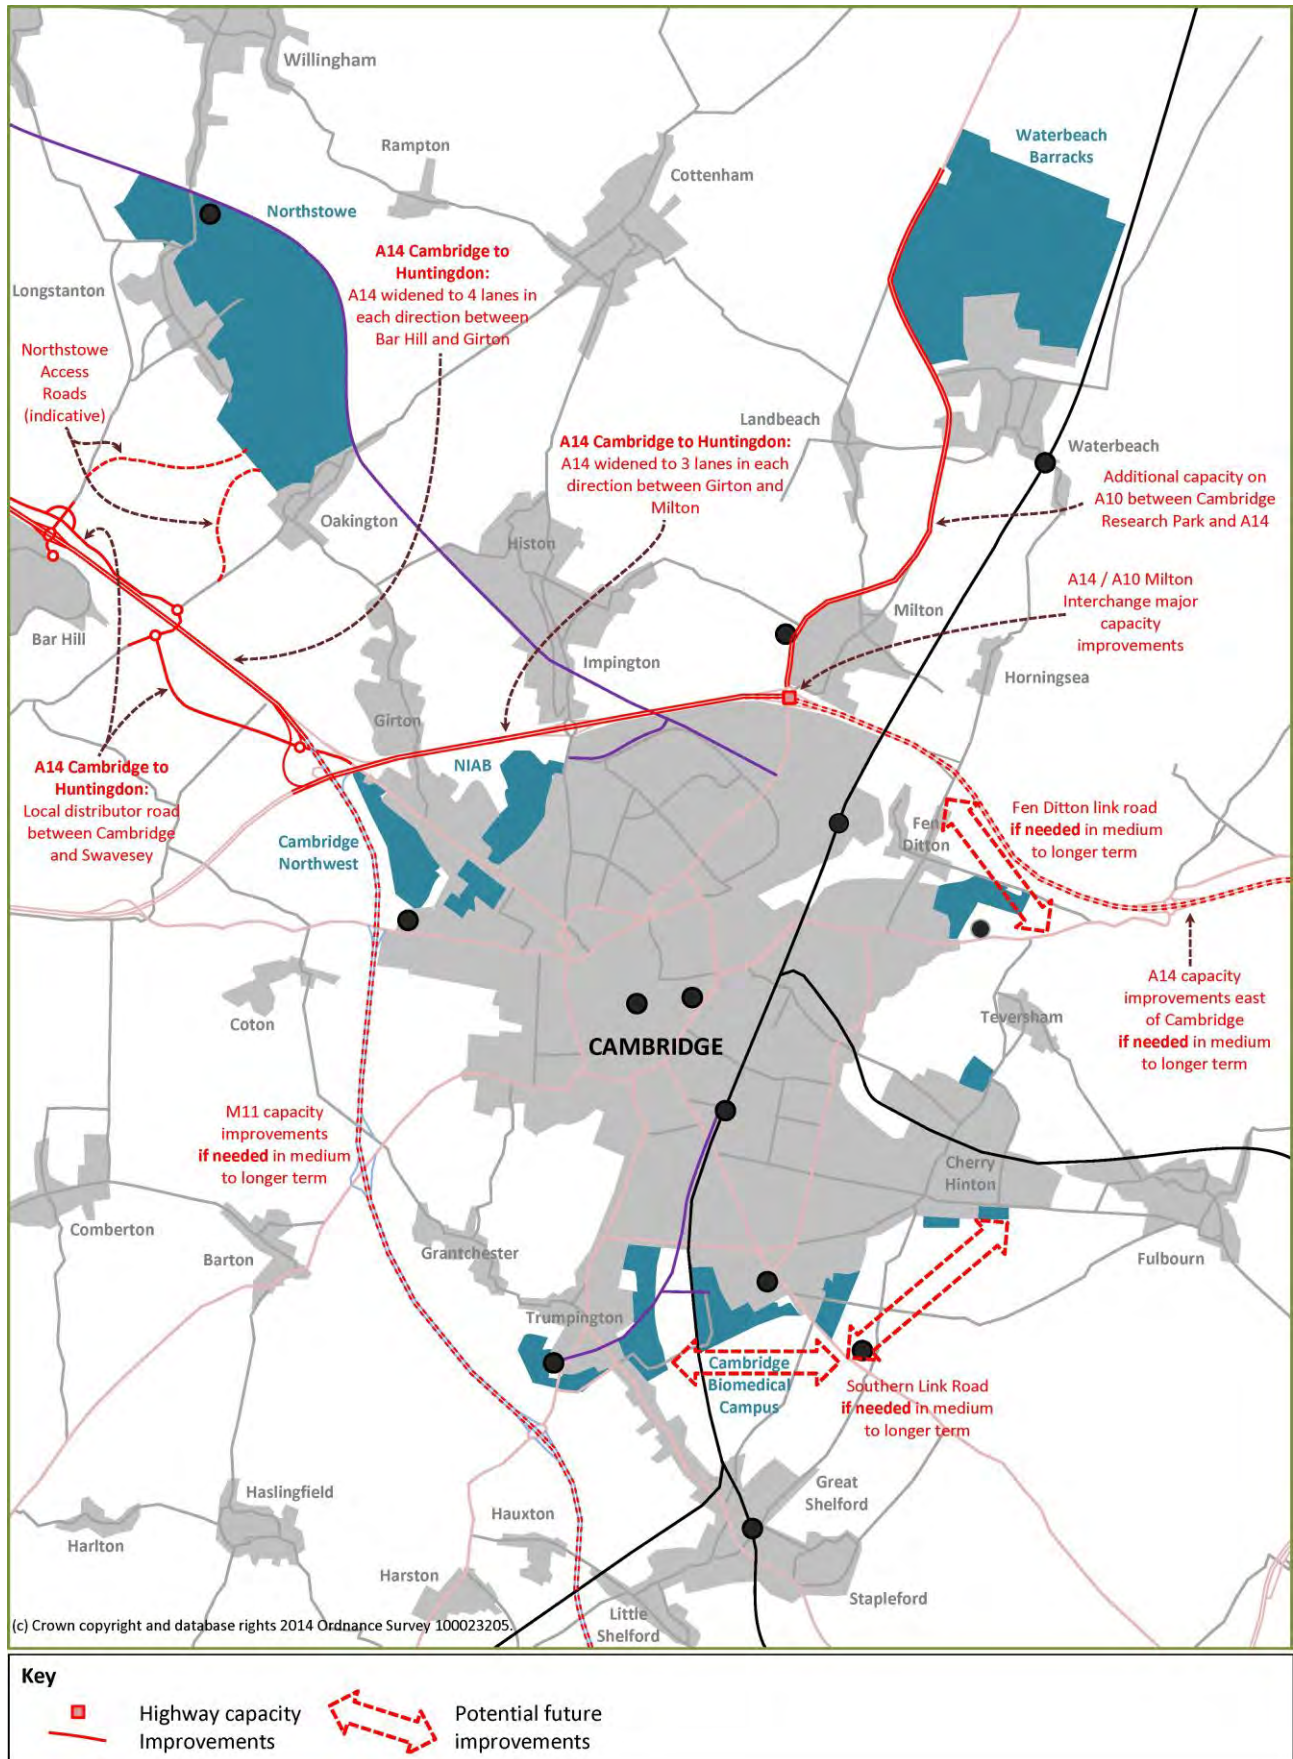 Willingham
Waterbeach
Barracks
Rampton
Cottenham
Northstowe
A14 Cambridge to
Huntingdon:
A14 widened to 4 lanes in
each direction between
Bar Hill and Girton
Longstanton
Northstowe
Access
Roads
(indicative)
Landbeach
A14 Cambridge to Huntingdon:
A14 widened to 3 lanes in each
direction between Girton and
Milton
Waterbeach
Additional capacity on
A10 between Cambridge
Research Park and A14
Oakington
Histon
A14 / A10 Milton
Interchange major
capacity
improvements
Milton
Bar Hill
Impington
Horningsea
Girton
NIAB
A14 Cambridge to
Huntingdon:
Local distributor road
between Cambridge
and Swavesey
Cambridge
Northwest
Fen
Ditton
Fen Ditton link road
if needed in medium
to longer term
A14 capacity
improvements east
of Cambridge
if needed in medium
to longer term
Coton
Teversham
CAMBRIDGE
M11 capacity
improvements
if needed in medium
to longer term
Cherry
Hinton
Comberton
Barton
Grantchester
Fulbourn
Trumpington
Cambridge
Biomedical
Campus
Southern Link Road
if needed in medium
to longer term
Great
Shelford
Haslingfield
Hauxton
Harlton
Harston
Stapleford
Little
Shelford
(c) Crown copyright and database rights 2014 Ordnance Survey 100023205.
Key
Highway capacity
Improvements
Potential future
improvements